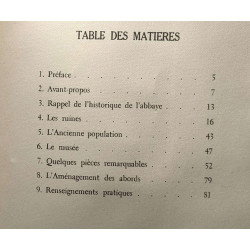 TABLE DES MATIERES
1. Préface . . . . . 5
2. Avant-propos . . . . . 7
3. Rappel de l'historique de l'abbaye . . 13
4. Les ruines . . . . . 16
5. L'Ancienne population . . . . 43
6. Le musée . . . . . 47
7. Quelques pièces remarquables . . . 52
8. L'Aménagement des abords . . . 79
9. Renseignements pratiques . . . . 81